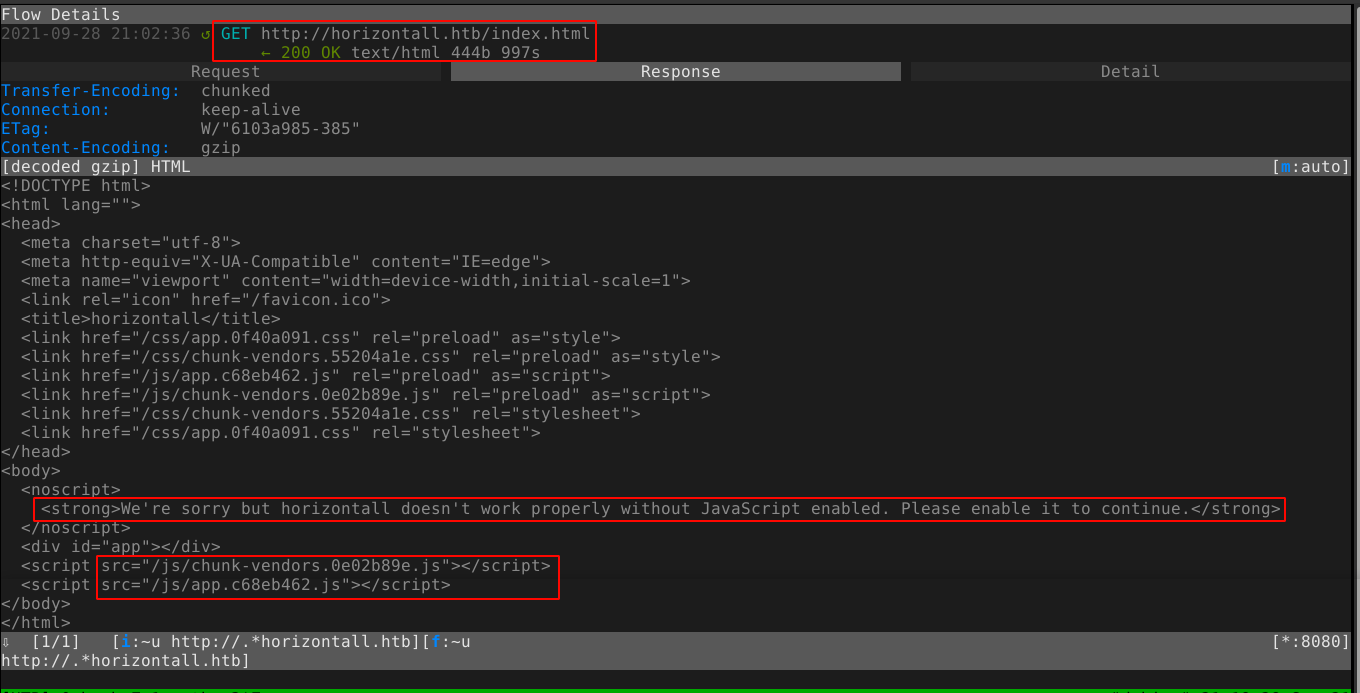 Flow Details
2021-09-28 21:02:36 ↺ GET http://horizontall.htb/index.html
← 200 OK text/html 444b 997s
Request Response Detail
Transfer-Encoding: chunked
Connection: keep-alive
ETag: W/"6103a985-385"
Content-Encoding: gzip
[decoded gzip] HTML [m:auto]
<!DOCTYPE html>
<html lang="">
<head>
<meta charset="utf-8">
<meta http-equiv="X-UA-Compatible" content="IE=edge">
<meta name="viewport" content="width=device-width,initial-scale=1">
<link rel="icon" href="/favicon.ico">
<title>horizontall</title>
<link href="/css/app.0f40a091.css" rel="preload" as="style">
<link href="/css/chunk-vendors.55204a1e.css" rel="preload" as="style">
<link href="/js/app.c68eb462.js" rel="preload" as="script">
<link href="/js/chunk-vendors.0e02b89e.js" rel="preload" as="script">
<link href="/css/chunk-vendors.55204a1e.css" rel="stylesheet">
<link href="/css/app.0f40a091.css" rel="stylesheet">
</head>
<body>
<noscript>
<strong>We're sorry but horizontall doesn't work properly without JavaScript enabled. Please enable it to continue.</strong>
</noscript>
<div id="app"></div>
<script src="/js/chunk-vendors.0e02b89e.js"></script>
<script src="/js/app.c68eb462.js"></script>
</body>
</html>
⇩ [1/1] [i:~u http://.*horizontall.htb][f:~u [*:8080]
http://.*horizontall.htb]